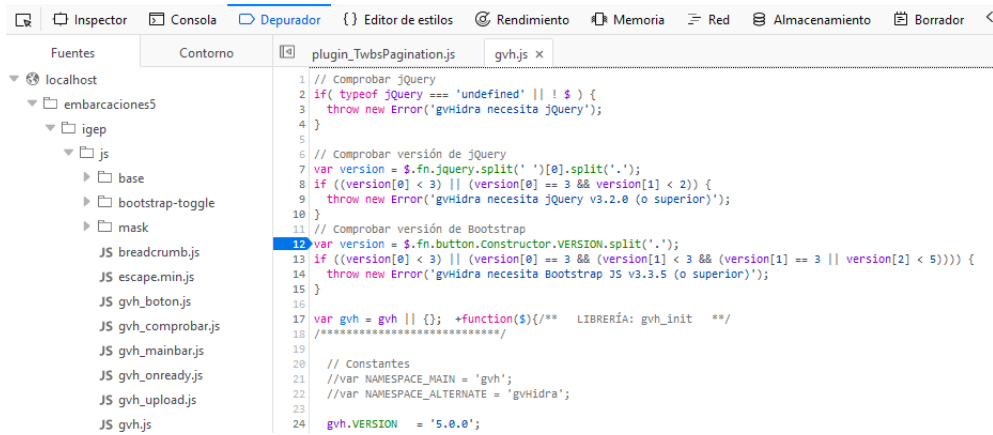 Inspector Consola Depurador {} Editor de estilos Rendimiento Memoria Red Almacenamiento Borrador
Fuentes Contorno plugin_TwbsPagination.js gvh.js ×
localhost
embarcaciones5
igep
js
base
bootstrap-toggle
mask
JS breadcrumb.js
JS escape.min.js
JS gvh_boton.js
JS gvh_comprobar.js
JS gvh_mainbar.js
JS gvh_onready.js
JS gvh_upload.js
JS gvh.js
1 // Comprobar jQuery
2 if( typeof jQuery === 'undefined' || ! $ ) {
3 throw new Error('gvHidra necesita jQuery');
4 }
5
6 // Comprobar versión de jQuery
7 var version = $.fn.jquery.split(' ')[0].split('.');
8 if ((version[0] < 3) || (version[0] == 3 && version[1] < 2)) {
9 throw new Error('gvHidra necesita jQuery v3.2.0 (o superior)');
10 }
11 // Comprobar versión de Bootstrap
12 var version = $.fn.button.Constructor.VERSION.split('.');
13 if ((version[0] < 3) || (version[0] == 3 && (version[1] < 3 && (version[1] == 3 || version[2] < 5)))) {
14 throw new Error('gvHidra necesita Bootstrap JS v3.3.5 (o superior)');
15 }
16
17 var gvh = gvh || {}; +function($){/** LIBRERÍA: gvh_init **/
18 /****************************/
19
20 // Constantes
21 //var NAMESPACE_MAIN = 'gvh';
22 //var NAMESPACE_ALTERNATE = 'gvHidra';
23
24 gvh.VERSION = '5.0.0';